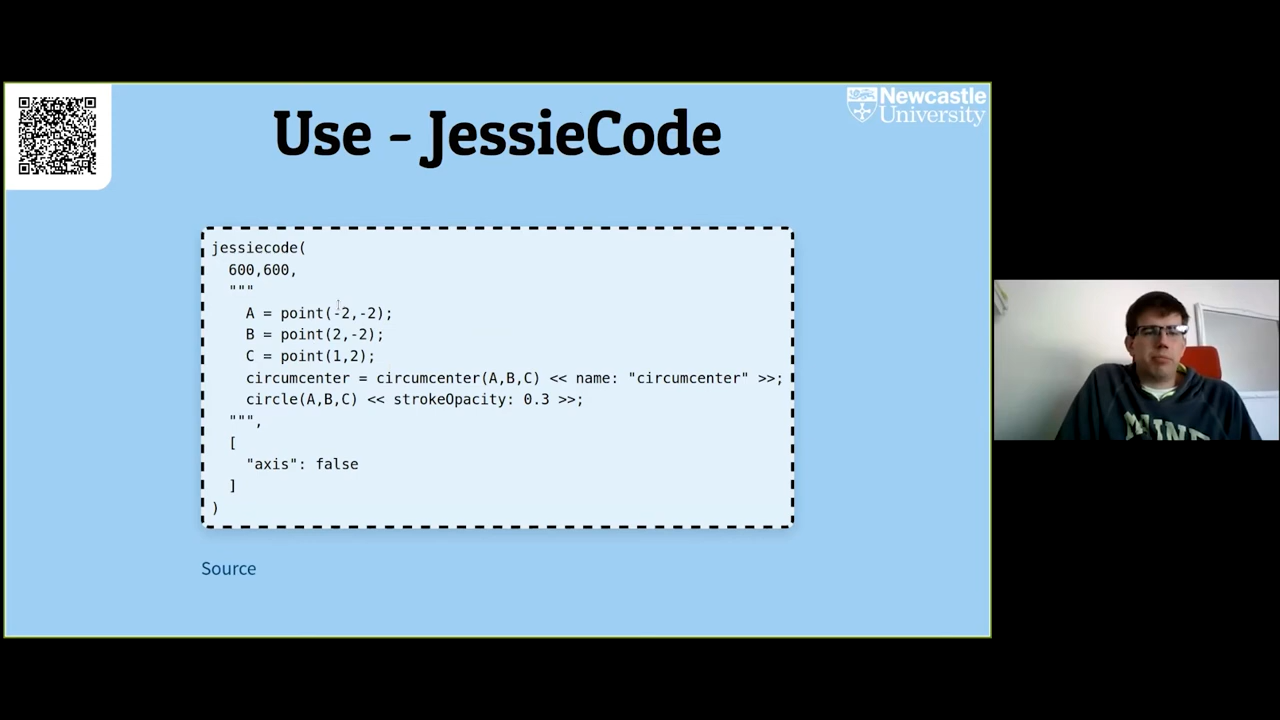 Newcastle
University
Use - JessieCode
jessiecode(
  600,600,
  """
    A = point(-2,-2);
    B = point(2,-2);
    C = point(1,2);
    circumcenter = circumcenter(A,B,C) << name: "circumcenter" >>;
    circle(A,B,C) << strokeOpacity: 0.3 >>;
  """,
  [
    "axis": false
  ]
)
Source